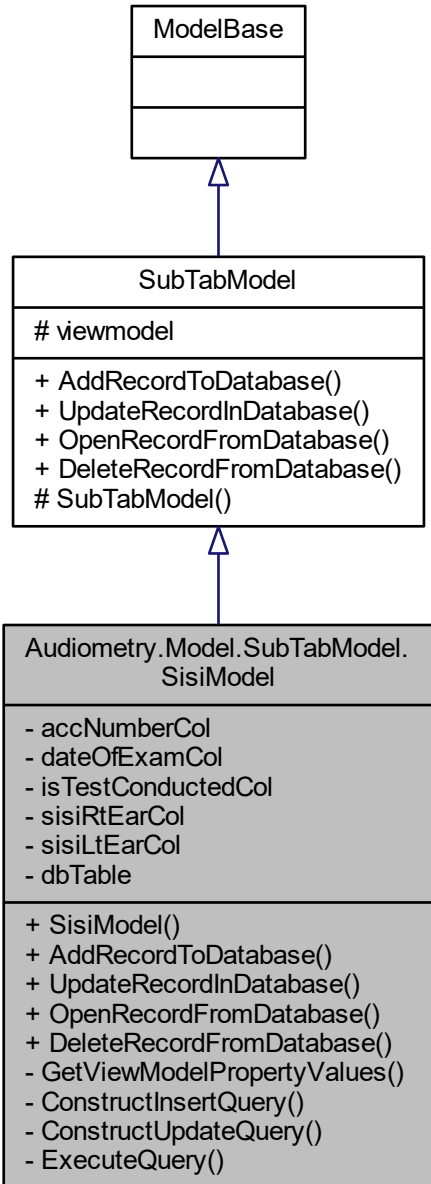 ModelBase
SubTabModel
# viewmodel
+ AddRecordToDatabase()
+ UpdateRecordInDatabase()
+ OpenRecordFromDatabase()
+ DeleteRecordFromDatabase()
# SubTabModel()
Audiometry.Model.SubTabModel.
SisiModel
- accNumberCol
- dateOfExamCol
- isTestConductedCol
- sisiRtEarCol
- sisiLtEarCol
- dbTable
+ SisiModel()
+ AddRecordToDatabase()
+ UpdateRecordInDatabase()
+ OpenRecordFromDatabase()
+ DeleteRecordFromDatabase()
- GetViewModelPropertyValues()
- ConstructInsertQuery()
- ConstructUpdateQuery()
- ExecuteQuery()